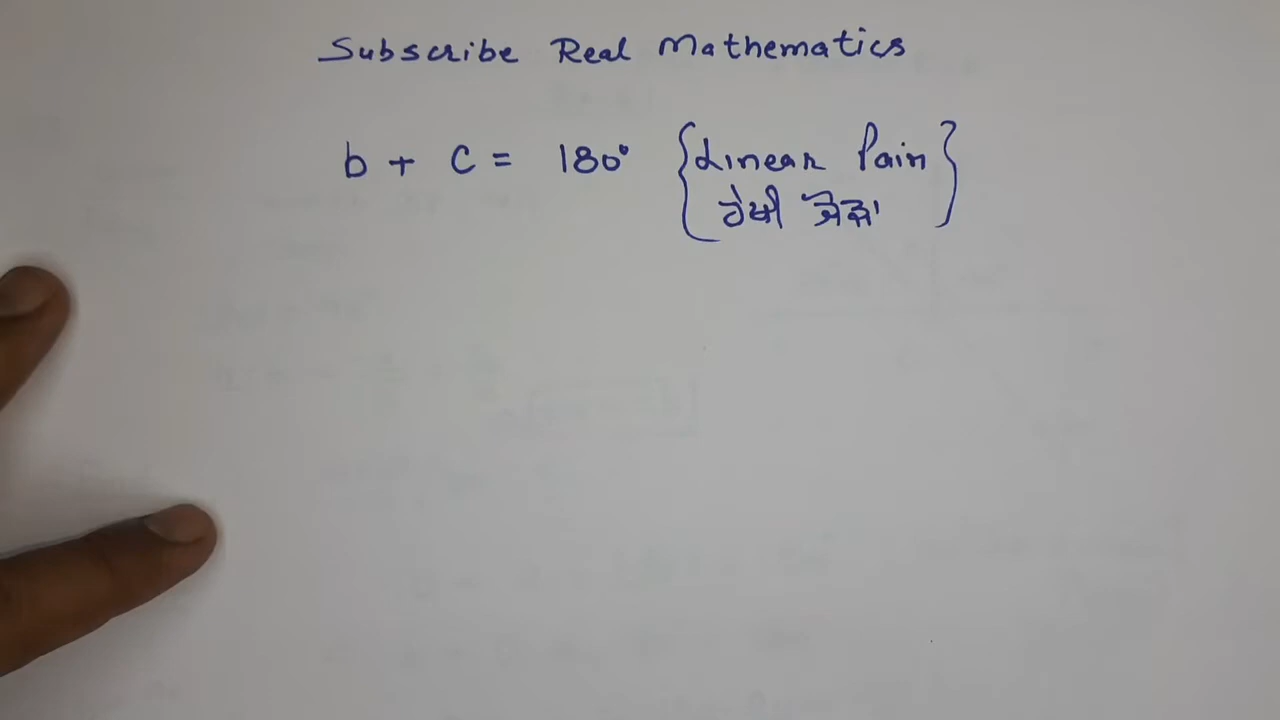 Subscribe Real Mathematics
b + c = 180° {Linear Pair}
ਰੇਖੀ ਜੋੜਾ